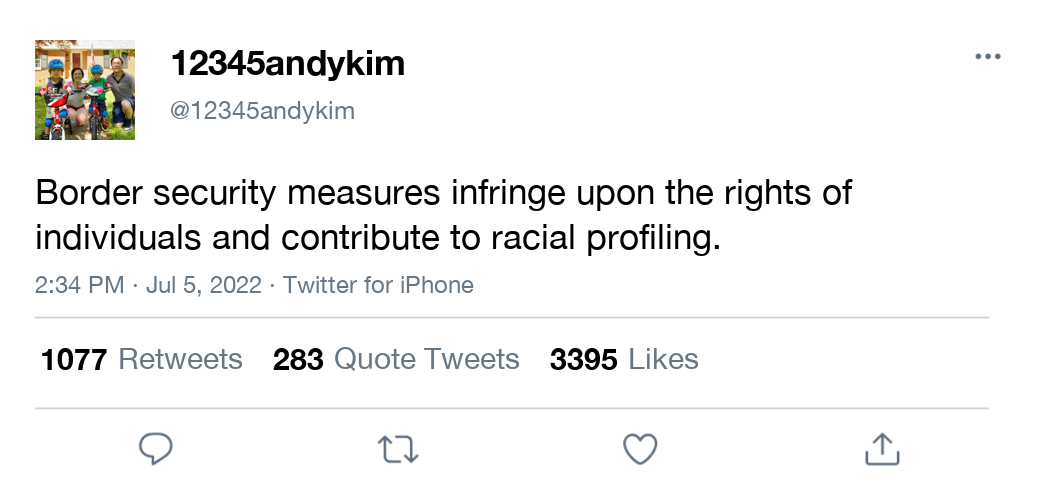 12345andykim
@12345andykim
Border security measures infringe upon the rights of
individuals and contribute to racial profiling.
2:34 PM · Jul 5, 2022 · Twitter for iPhone
1077 Retweets 283 Quote Tweets 3395 Likes